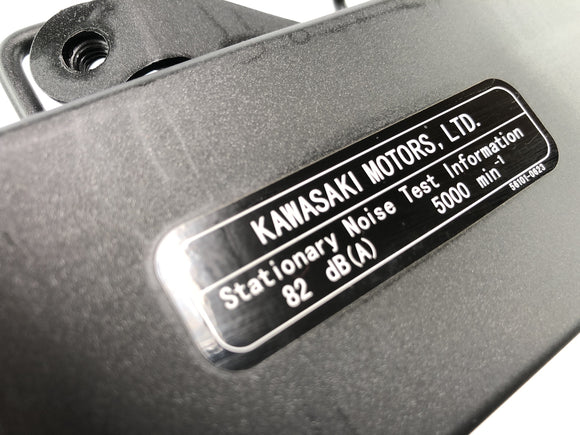 KAWASAKI MOTORS, LTD.
Stationary Noise Test Information
82 dB(A) 5000 min⁻¹
56101-0623